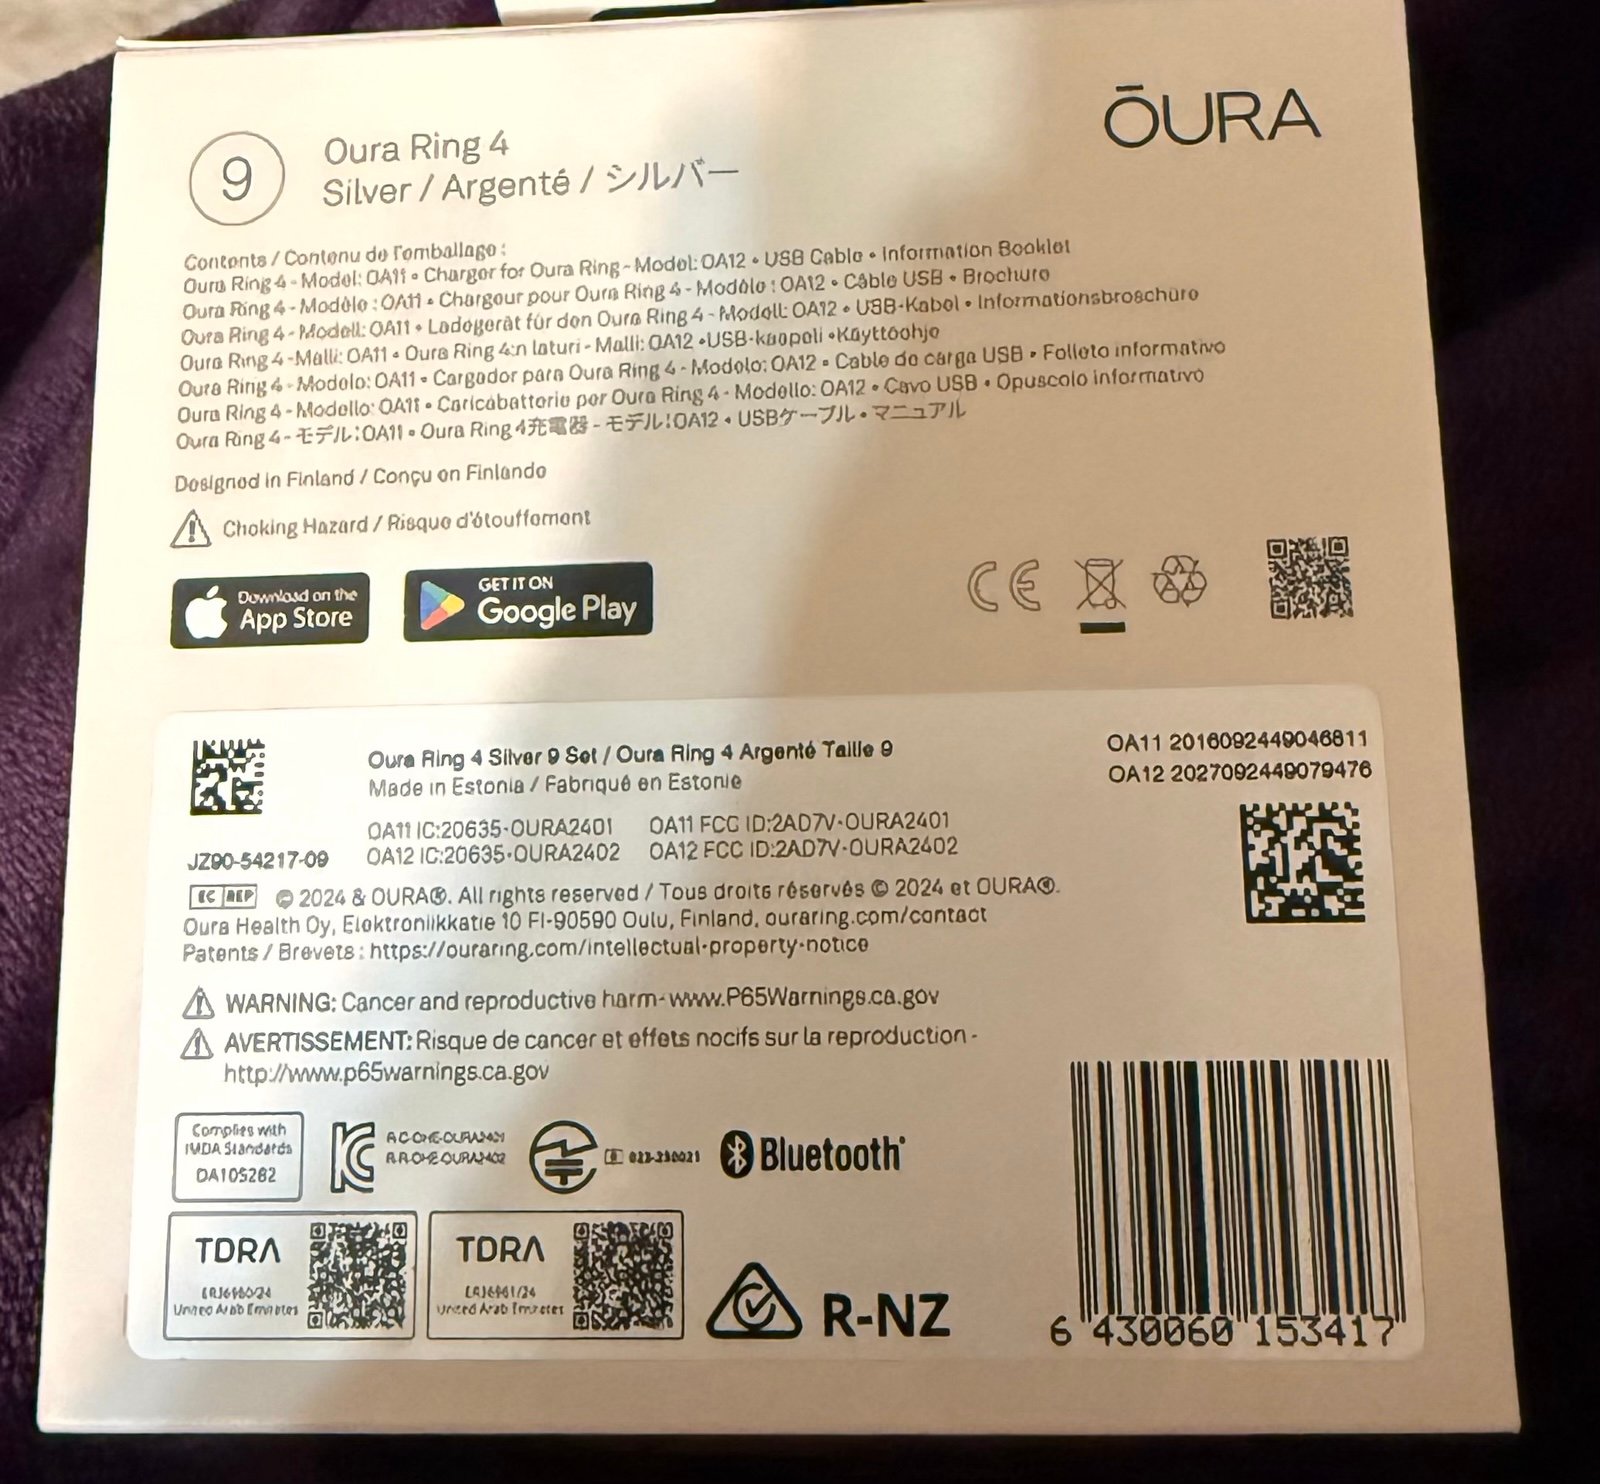 ŌURA
9
Oura Ring 4
Silver / Argenté / シルバー
Contents / Contenu de l'emballage :
Oura Ring 4 - Model: OA11 • Charger for Oura Ring - Model: OA12 • USB Cable • Information Booklet
Oura Ring 4 - Modèle : OA11 • Chargeur pour Oura Ring 4 - Modèle : OA12 • Câble USB • Brochure
Oura Ring 4 - Modell: OA11 • Ladegerät für den Oura Ring 4 - Modell: OA12 • USB-Kabel • Informationsbroschüre
Oura Ring 4 -Malli: OA11 • Oura Ring 4:n laturi - Malli: OA12 •USB-kaapeli •Käyttöohje
Oura Ring 4 - Modelo: OA11 • Cargador para Oura Ring 4 - Modelo: OA12 • Cable de carga USB • Folleto informativo
Oura Ring 4 - Modello: OA11 • Caricabatterie per Oura Ring 4 - Modello: OA12 • Cavo USB • Opuscolo informativo
Oura Ring 4 - モデル:OA11 • Oura Ring 4充電器 - モデル:OA12 • USBケーブル • マニュアル
Designed in Finland / Conçu en Finlande
Choking Hazard / Risque d'étouffement
Download on the
App Store
GET IT ON
Google Play
CE
Oura Ring 4 Silver 9 Set / Oura Ring 4 Argenté Taille 9
Made in Estonia / Fabriqué en Estonie
OA11 2016092449046811
OA12 2027092449079476
OA11 IC:20635-OURA2401 OA11 FCC ID:2AD7V-OURA2401
OA12 IC:20635-OURA2402 OA12 FCC ID:2AD7V-OURA2402
JZ90-54217-09
EC REP © 2024 & OURA®. All rights reserved / Tous droits réservés © 2024 et OURA®.
Oura Health Oy, Elektroniikkatie 10 FI-90590 Oulu, Finland, ouraring.com/contact
Patents / Brevets : https://ouraring.com/intellectual-property-notice
WARNING: Cancer and reproductive harm- www.P65Warnings.ca.gov
AVERTISSEMENT: Risque de cancer et effets nocifs sur la reproduction -
http://www.p65warnings.ca.gov
Complies with
IMDA Standards
DA105282
Bluetooth
TDRA
United Arab Emirates
TDRA
United Arab Emirates
R-NZ
6 430060 153417